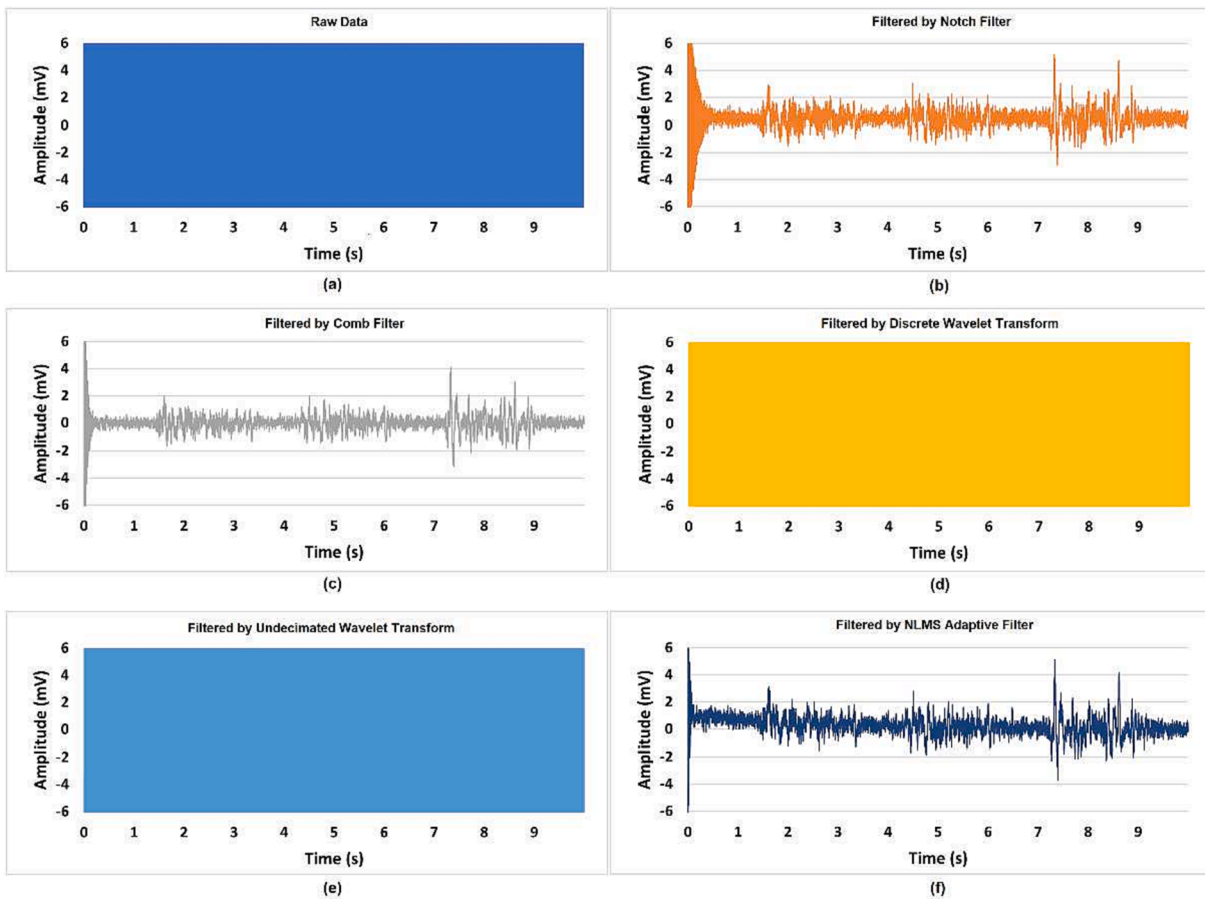 Raw Data
6
4
2
0
-2
-4
-6
Amplitude (mV)
0 1 2 3 4 5 6 7 8 9
Time (s)
(a)
Filtered by Notch Filter
6
4
2
0
-2
-4
-6
Amplitude (mV)
0 1 2 3 4 5 6 7 8 9
Time (s)
(b)
Filtered by Comb Filter
6
4
2
0
-2
-4
-6
Amplitude (mV)
0 1 2 3 4 5 6 7 8 9
Time (s)
(c)
Filtered by Discrete Wavelet Transform
6
4
2
0
-2
-4
-6
Amplitude (mV)
0 1 2 3 4 5 6 7 8 9
Time (s)
(d)
Filtered by Undecimated Wavelet Transform
6
4
2
0
-2
-4
-6
Amplitude (mV)
0 1 2 3 4 5 6 7 8 9
Time (s)
(e)
Filtered by NLMS Adaptive Filter
6
4
2
0
-2
-4
-6
Amplitude (mV)
0 1 2 3 4 5 6 7 8 9
Time (s)
(f)